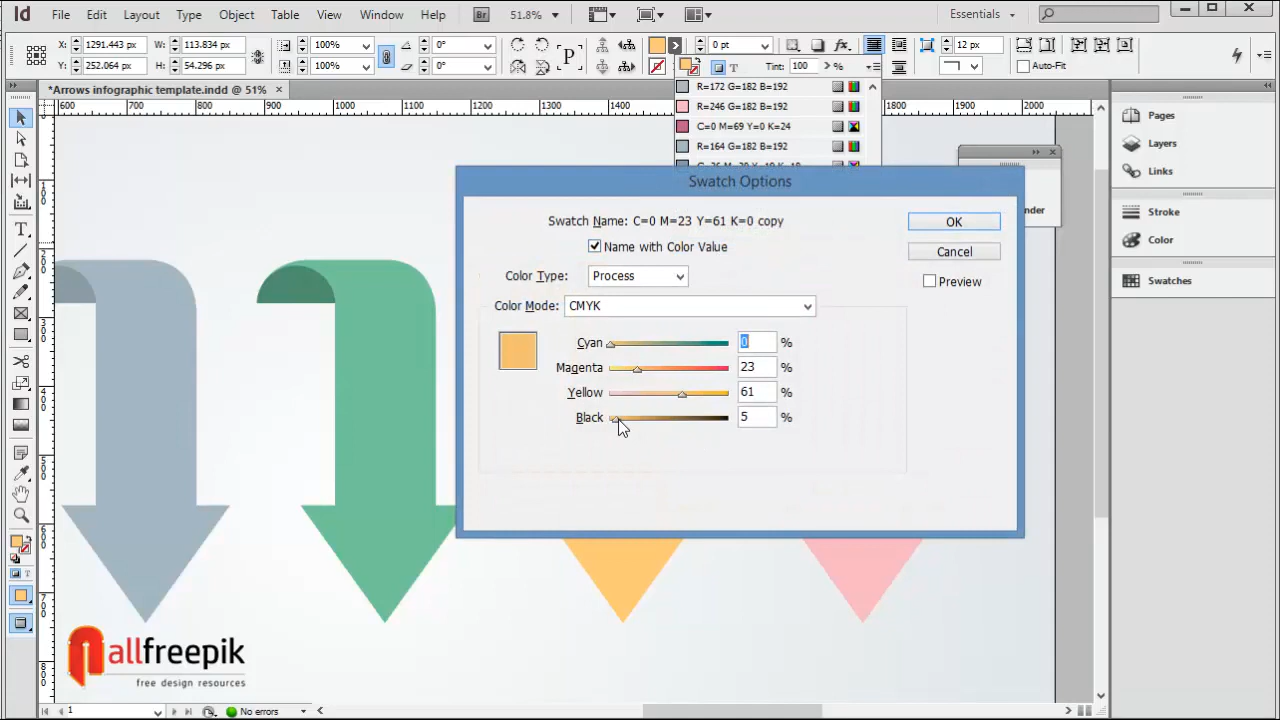 Id File Edit Layout Type Object Table View Window Help Br 51.8% Essentials
X: 1291.443 px W: 113.834 px 100% 0° P 0 pt fx. 12 px
Y: 252.064 px H: 54.296 px 100% 0° T Tint: 100 % Auto-Fit
*Arrows infographic template.indd @ 51% ×
R=172 G=182 B=192
R=246 G=182 B=192
C=0 M=69 Y=0 K=24
R=164 G=182 B=192
600 700 800 900 1000 1100 1200 1300 1400 1800 1900 2000
Pages
Layers
Links
Stroke
Color
Swatches
Swatch Options
Swatch Name: C=0 M=23 Y=61 K=0 copy
OK
Name with Color Value
Cancel
Color Type: Process
Preview
Color Mode: CMYK
Cyan 0 %
Magenta 23 %
Yellow 61 %
Black 5 %
allfreepik
free design resources
1 No errors